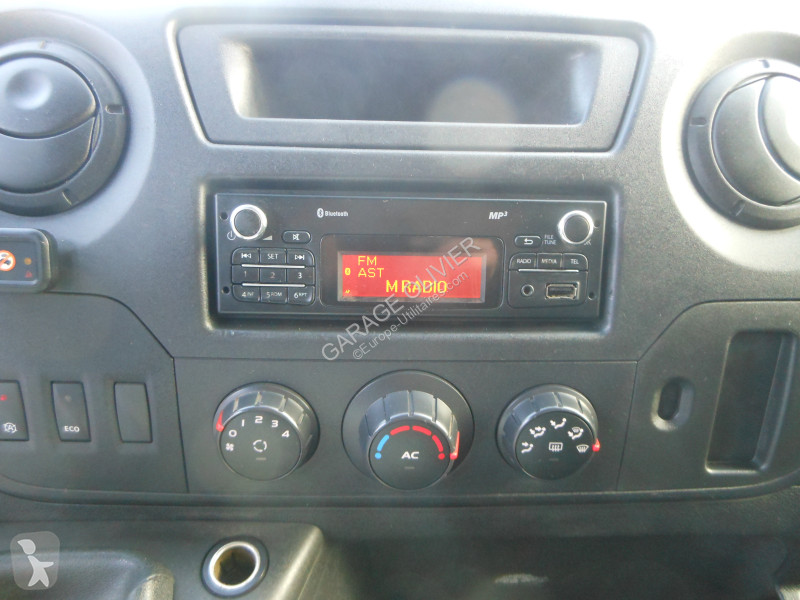 Bluetooth
MP3
SET
FILE
TUNE
1 2 3
4 5 6 RPT
RADIO TEL
FM
AST
M RADIO
GARAGE OLIVIER
©Europe-Utilitaires.com
ECO
0 1 2 3 4
AC